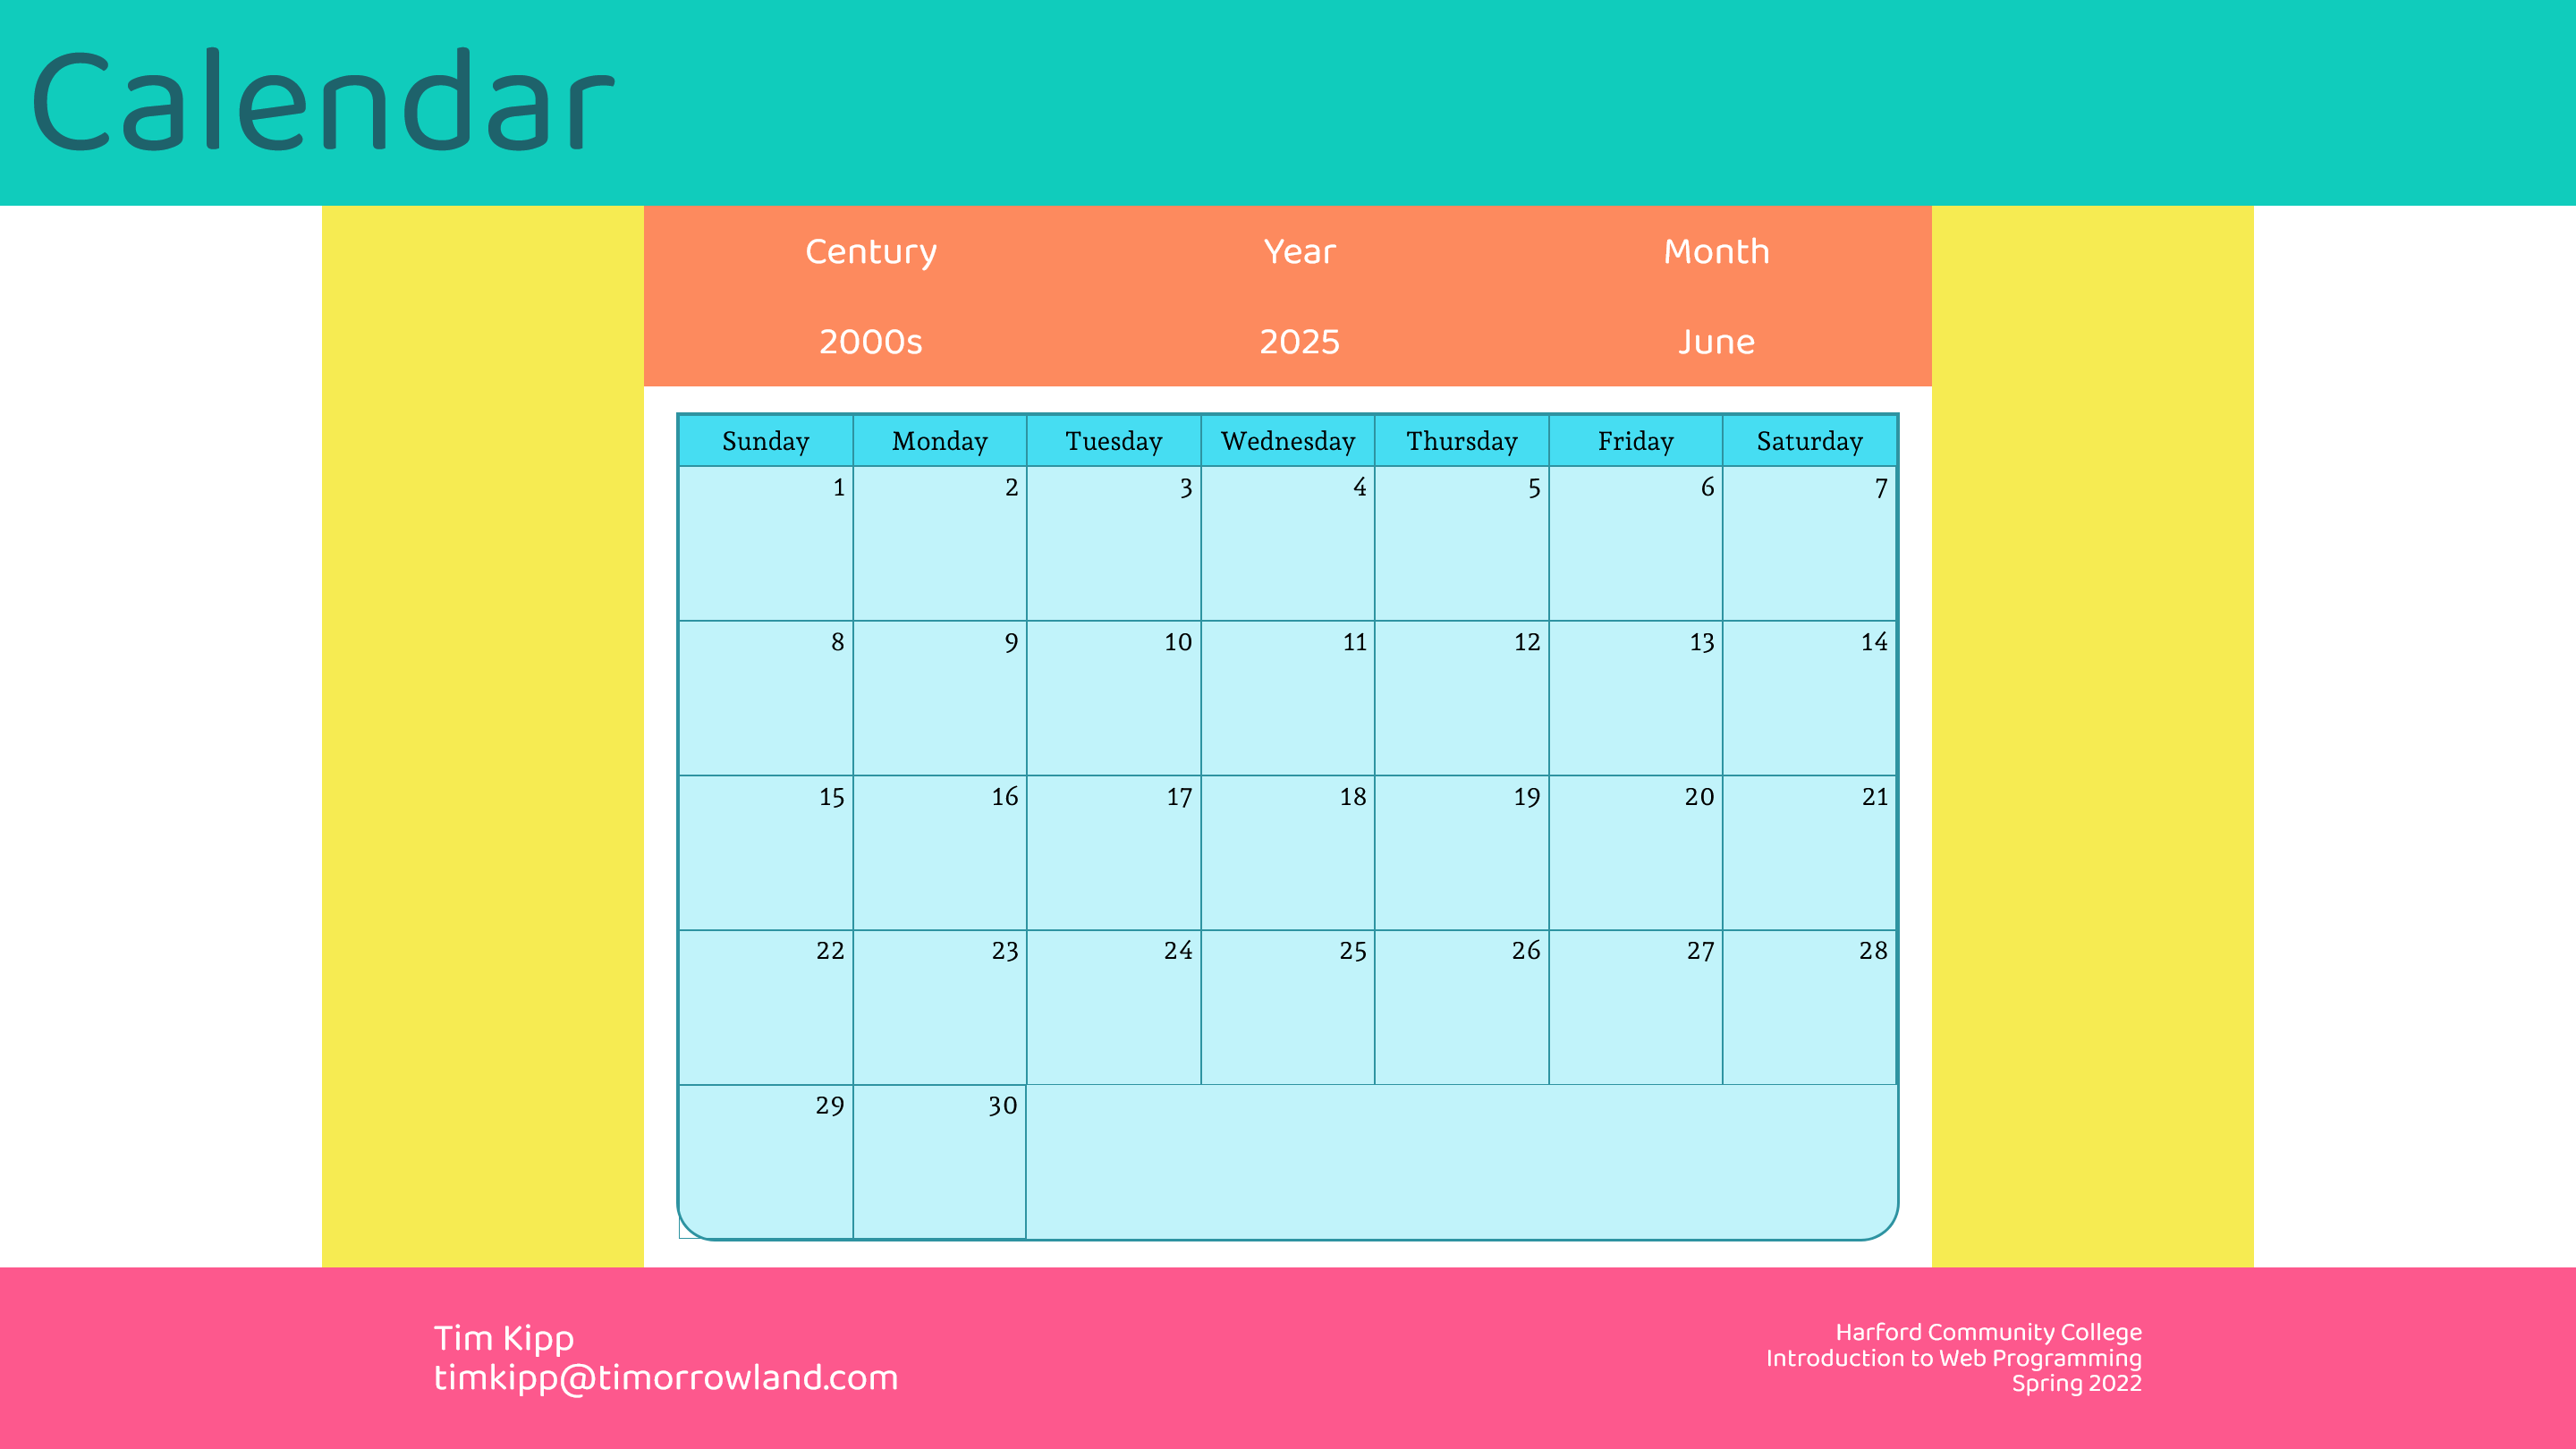 Calendar
Century Year Month
2000s 2025 June
Sunday Monday Tuesday Wednesday Thursday Friday Saturday
1 2 3 4 5 6 7
8 9 10 11 12 13 14
15 16 17 18 19 20 21
22 23 24 25 26 27 28
29 30
Tim Kipp
timkipp@timorrowland.com
Harford Community College
Introduction to Web Programming
Spring 2022